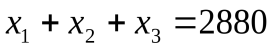 x₁ + x₂ + x₃ = 2880